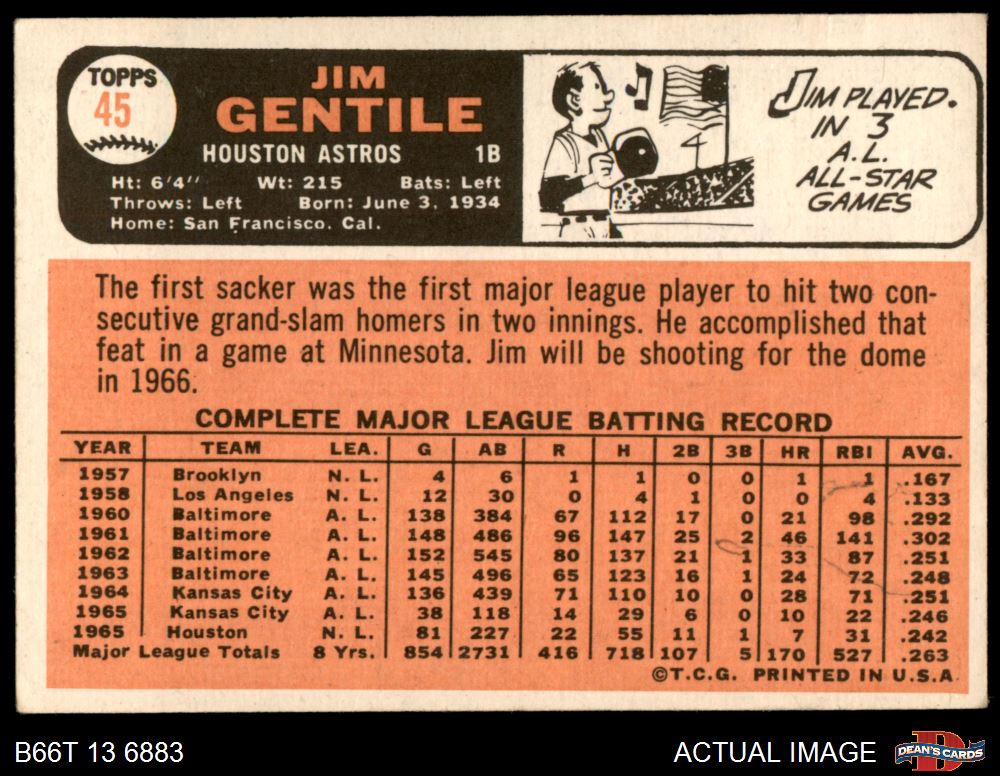 TOPPS
45
JIM
GENTILE
HOUSTON ASTROS 1B
Ht: 6'4" Wt: 215 Bats: Left
Throws: Left Born: June 3, 1934
Home: San Francisco, Cal.
JIM PLAYED
IN 3
A.L.
ALL-STAR
GAMES
The first sacker was the first major league player to hit two con-
secutive grand-slam homers in two innings. He accomplished that
feat in a game at Minnesota. Jim will be shooting for the dome
in 1966.
COMPLETE MAJOR LEAGUE BATTING RECORD
YEAR TEAM LEA. G AB R H 2B 3B HR RBI AVG.
1957 Brooklyn N. L. 4 6 1 1 0 0 1 1 .167
1958 Los Angeles N. L. 12 30 0 4 1 0 0 4 .133
1960 Baltimore A. L. 138 384 67 112 17 0 21 98 .292
1961 Baltimore A. L. 148 486 96 147 25 2 46 141 .302
1962 Baltimore A. L. 152 545 80 137 21 1 33 87 .251
1963 Baltimore A. L. 145 496 65 123 16 1 24 72 .248
1964 Kansas City A. L. 136 439 71 110 10 0 28 71 .251
1965 Kansas City A. L. 38 118 14 29 6 0 10 22 .246
1965 Houston N. L. 81 227 22 55 11 1 7 31 .242
Major League Totals 8 Yrs. 854 2731 416 718 107 5 170 527 .263
©T.C.G. PRINTED IN U.S.A.
B66T 13 6883 ACTUAL IMAGE DEAN'S CARDS